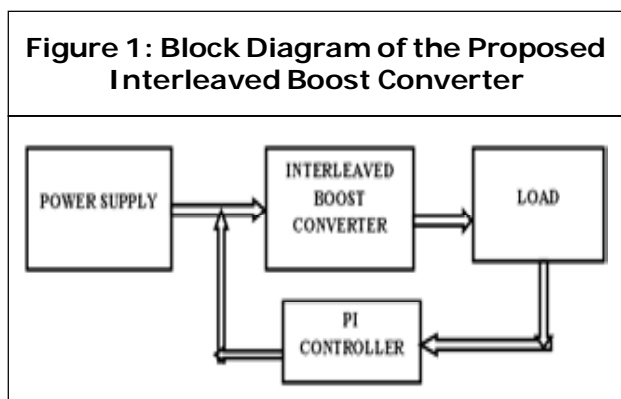 Figure 1: Block Diagram of the Proposed
Interleaved Boost Converter
POWER SUPPLY
INTERLEAVED
BOOST
CONVERTER
LOAD
PI
CONTROLLER